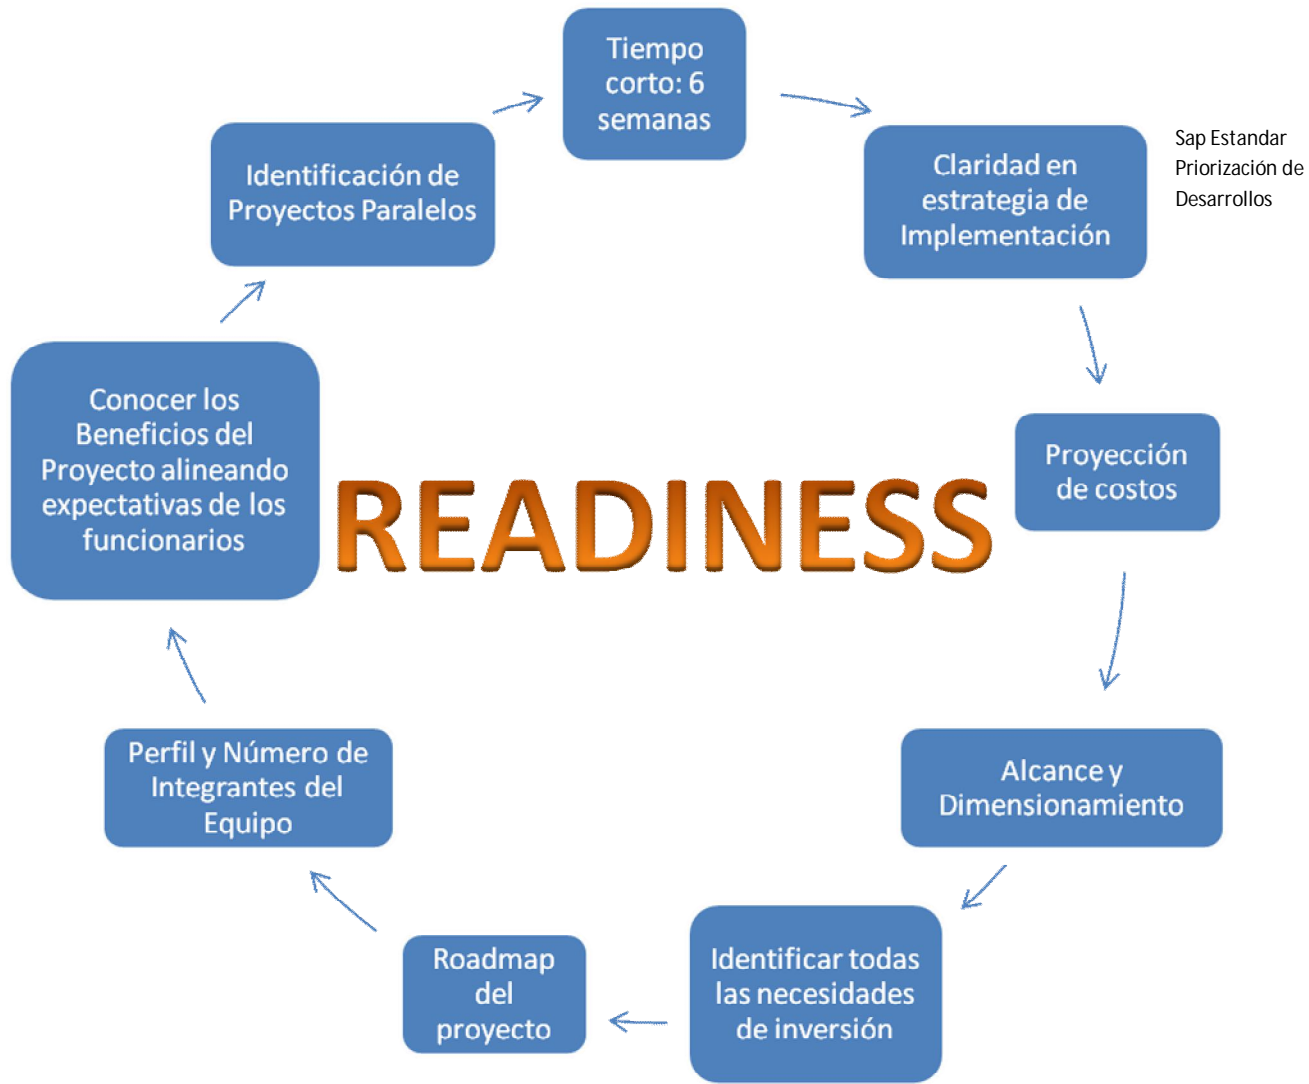 Tiempo
corto: 6
semanas
Claridad en
estrategia de
Implementación
Sap Estandar
Priorización de
Desarrollos
Proyección
de costos
Alcance y
Dimensionamiento
Identificar todas
las necesidades
de inversión
Roadmap
del
proyecto
Perfil y Número de
Integrantes del
Equipo
Conocer los
Beneficios del
Proyecto alineando
expectativas de los
funcionarios
Identificación de
Proyectos Paralelos
READINESS